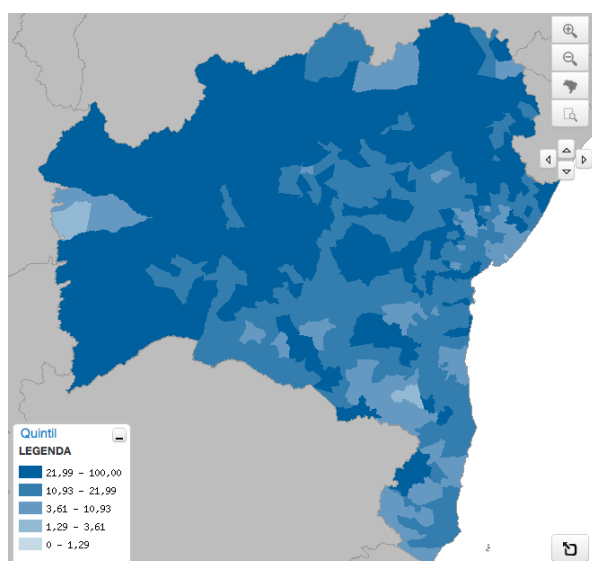 Quintil
LEGENDA
21,99 – 100,00
10,93 – 21,99
3,61 – 10,93
1,29 – 3,61
0 – 1,29